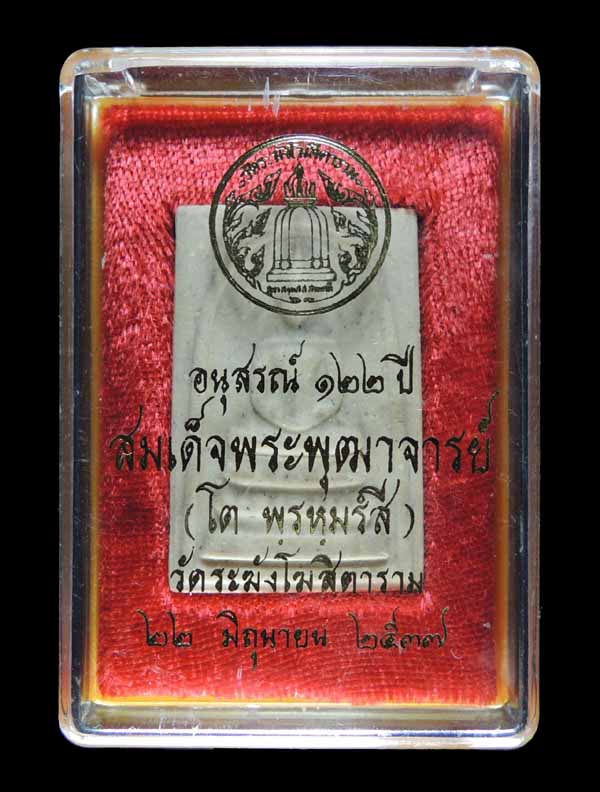 อนุสรณ์ ๑๒๒ ปี
สมเด็จพระพุฒาจารย์
(โต พฺรหฺมรํสี)
วัดระฆังโฆสิตาราม
๒๒ มิถุนายน ๒๕๓๗